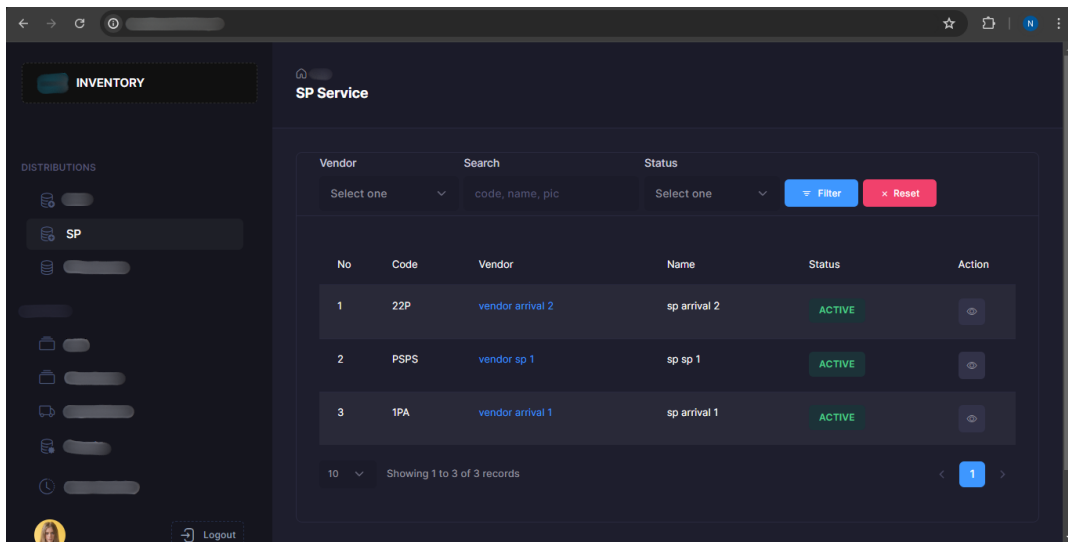 N
INVENTORY
SP Service
DISTRIBUTIONS
SP
Logout
Vendor Search Status
Select one code, name, pic Select one Filter × Reset
No Code Vendor Name Status Action
1 22P vendor arrival 2 sp arrival 2 ACTIVE
2 PSPS vendor sp 1 sp sp 1 ACTIVE
3 1PA vendor arrival 1 sp arrival 1 ACTIVE
10 Showing 1 to 3 of 3 records 1